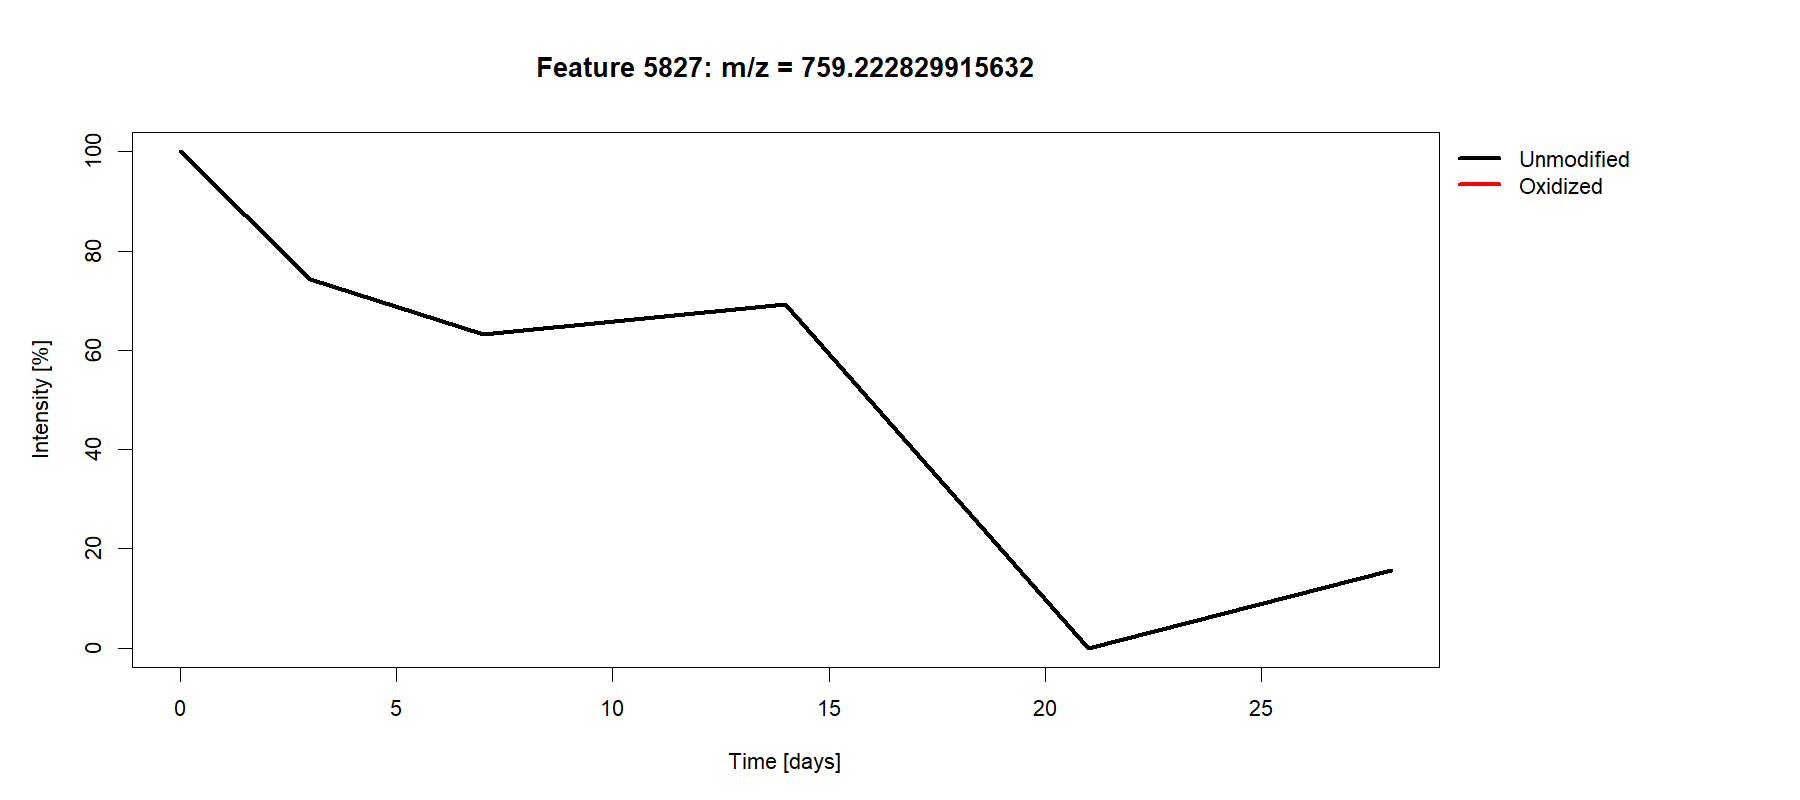 Feature 5827: m/z = 759.222829915632
Unmodified
Oxidized
Intensity [%]
100
80
60
40
20
0
0 5 10 15 20 25
Time [days]